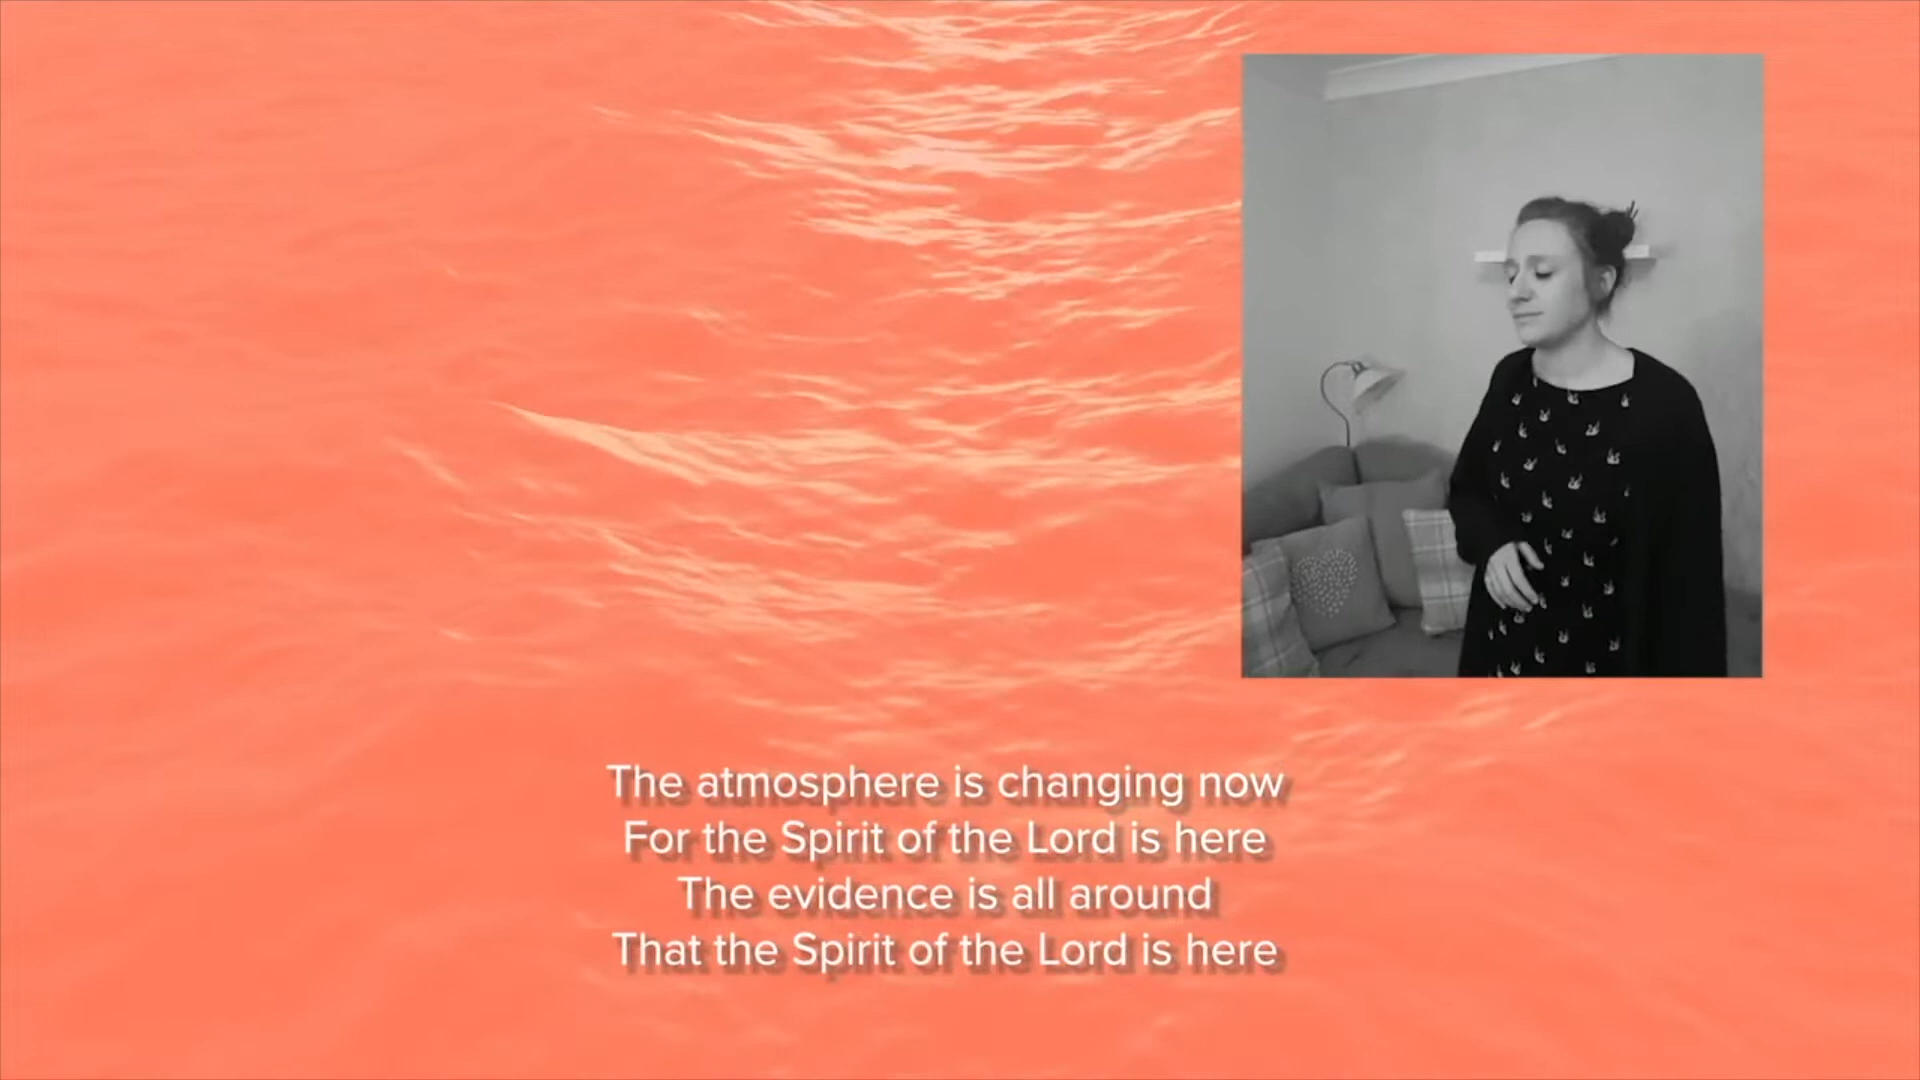 The atmosphere is changing now
For the Spirit of the Lord is here
The evidence is all around
That the Spirit of the Lord is here